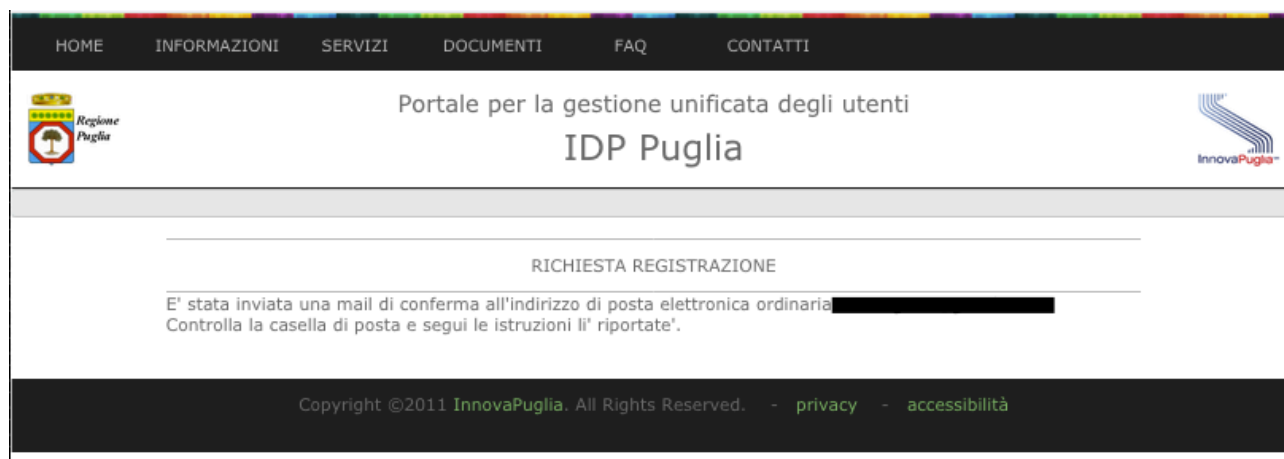 HOME INFORMAZIONI SERVIZI DOCUMENTI FAQ CONTATTI
Regione
Puglia
Portale per la gestione unificata degli utenti
IDP Puglia
InnovaPuglia
RICHIESTA REGISTRAZIONE
E' stata inviata una mail di conferma all'indirizzo di posta elettronica ordinaria
Controlla la casella di posta e segui le istruzioni li' riportate'.
Copyright ©2011 InnovaPuglia. All Rights Reserved. - privacy - accessibilità